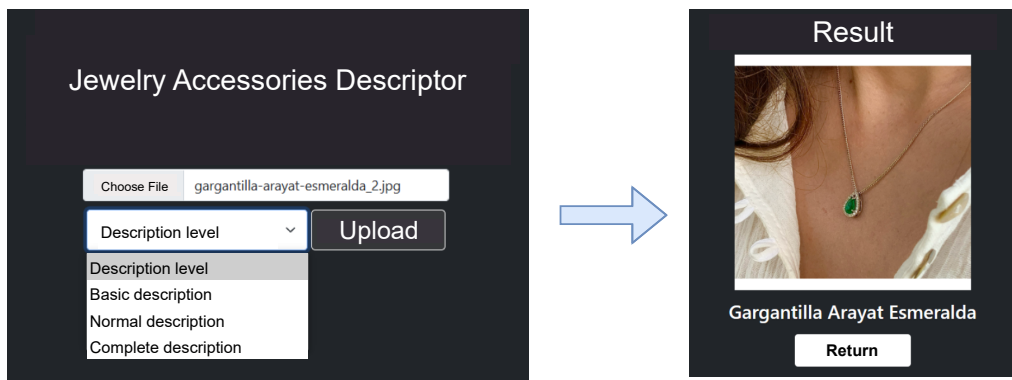 Jewelry Accessories Descriptor
Choose File gargantilla-arayat-esmeralda_2.jpg
Description level Upload
Description level
Basic description
Normal description
Complete description
Result
Gargantilla Arayat Esmeralda
Return